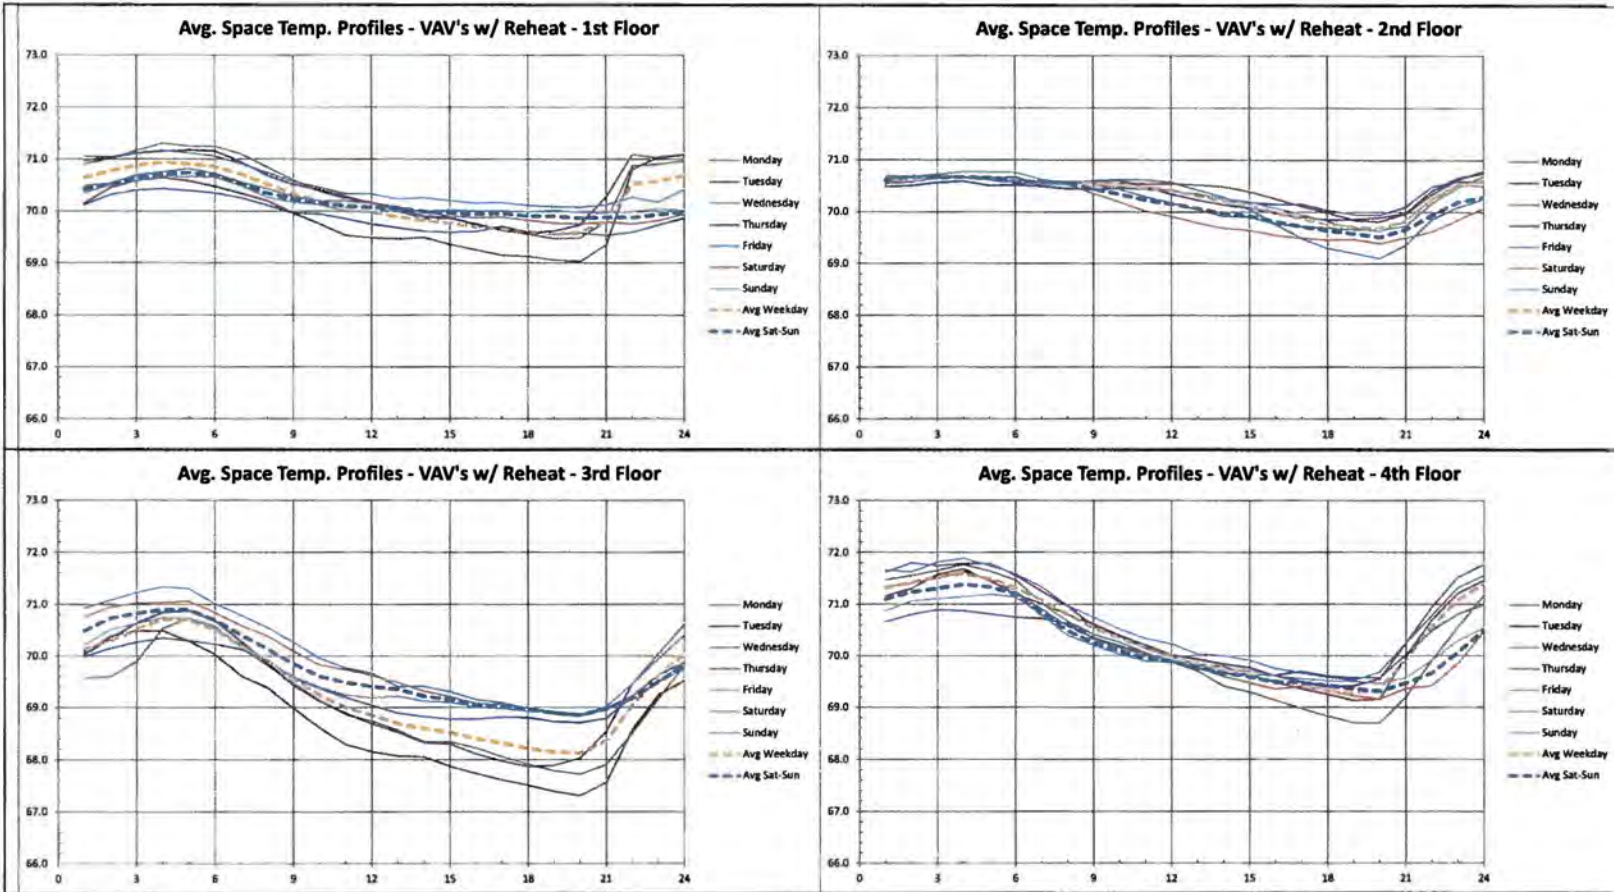 Avg. Space Temp. Profiles - VAV's w/ Reheat - 1st Floor
73.0
72.0
71.0
70.0
69.0
68.0
67.0
66.0
0 3 6 9 12 15 18 21 24
Monday
Tuesday
Wednesday
Thursday
Friday
Saturday
Sunday
Avg Weekday
Avg Sat-Sun
Avg. Space Temp. Profiles - VAV's w/ Reheat - 2nd Floor
73.0
72.0
71.0
70.0
69.0
68.0
67.0
66.0
0 3 6 9 12 15 18 21 24
Monday
Tuesday
Wednesday
Thursday
Friday
Saturday
Sunday
Avg Weekday
Avg Sat-Sun
Avg. Space Temp. Profiles - VAV's w/ Reheat - 3rd Floor
73.0
72.0
71.0
70.0
69.0
68.0
67.0
66.0
0 3 6 9 12 15 18 21 24
Monday
Tuesday
Wednesday
Thursday
Friday
Saturday
Sunday
Avg Weekday
Avg Sat-Sun
Avg. Space Temp. Profiles - VAV's w/ Reheat - 4th Floor
73.0
72.0
71.0
70.0
69.0
68.0
67.0
66.0
0 3 6 9 12 15 18 21 24
Monday
Tuesday
Wednesday
Thursday
Friday
Saturday
Sunday
Avg Weekday
Avg Sat-Sun